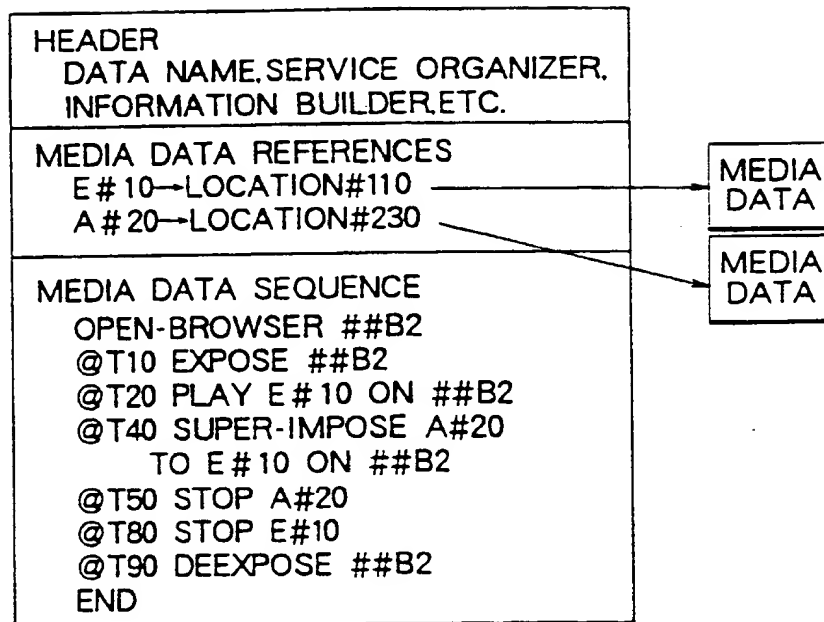 HEADER
DATA NAME, SERVICE ORGANIZER,
INFORMATION BUILDER, ETC.
MEDIA DATA REFERENCES
E#10→LOCATION#110
A#20→LOCATION#230
MEDIA DATA SEQUENCE
OPEN-BROWSER ##B2
@T10 EXPOSE ##B2
@T20 PLAY E#10 ON ##B2
@T40 SUPER-IMPOSE A#20
TO E#10 ON ##B2
@T50 STOP A#20
@T80 STOP E#10
@T90 DEEXPOSE ##B2
END
MEDIA
DATA
MEDIA
DATA